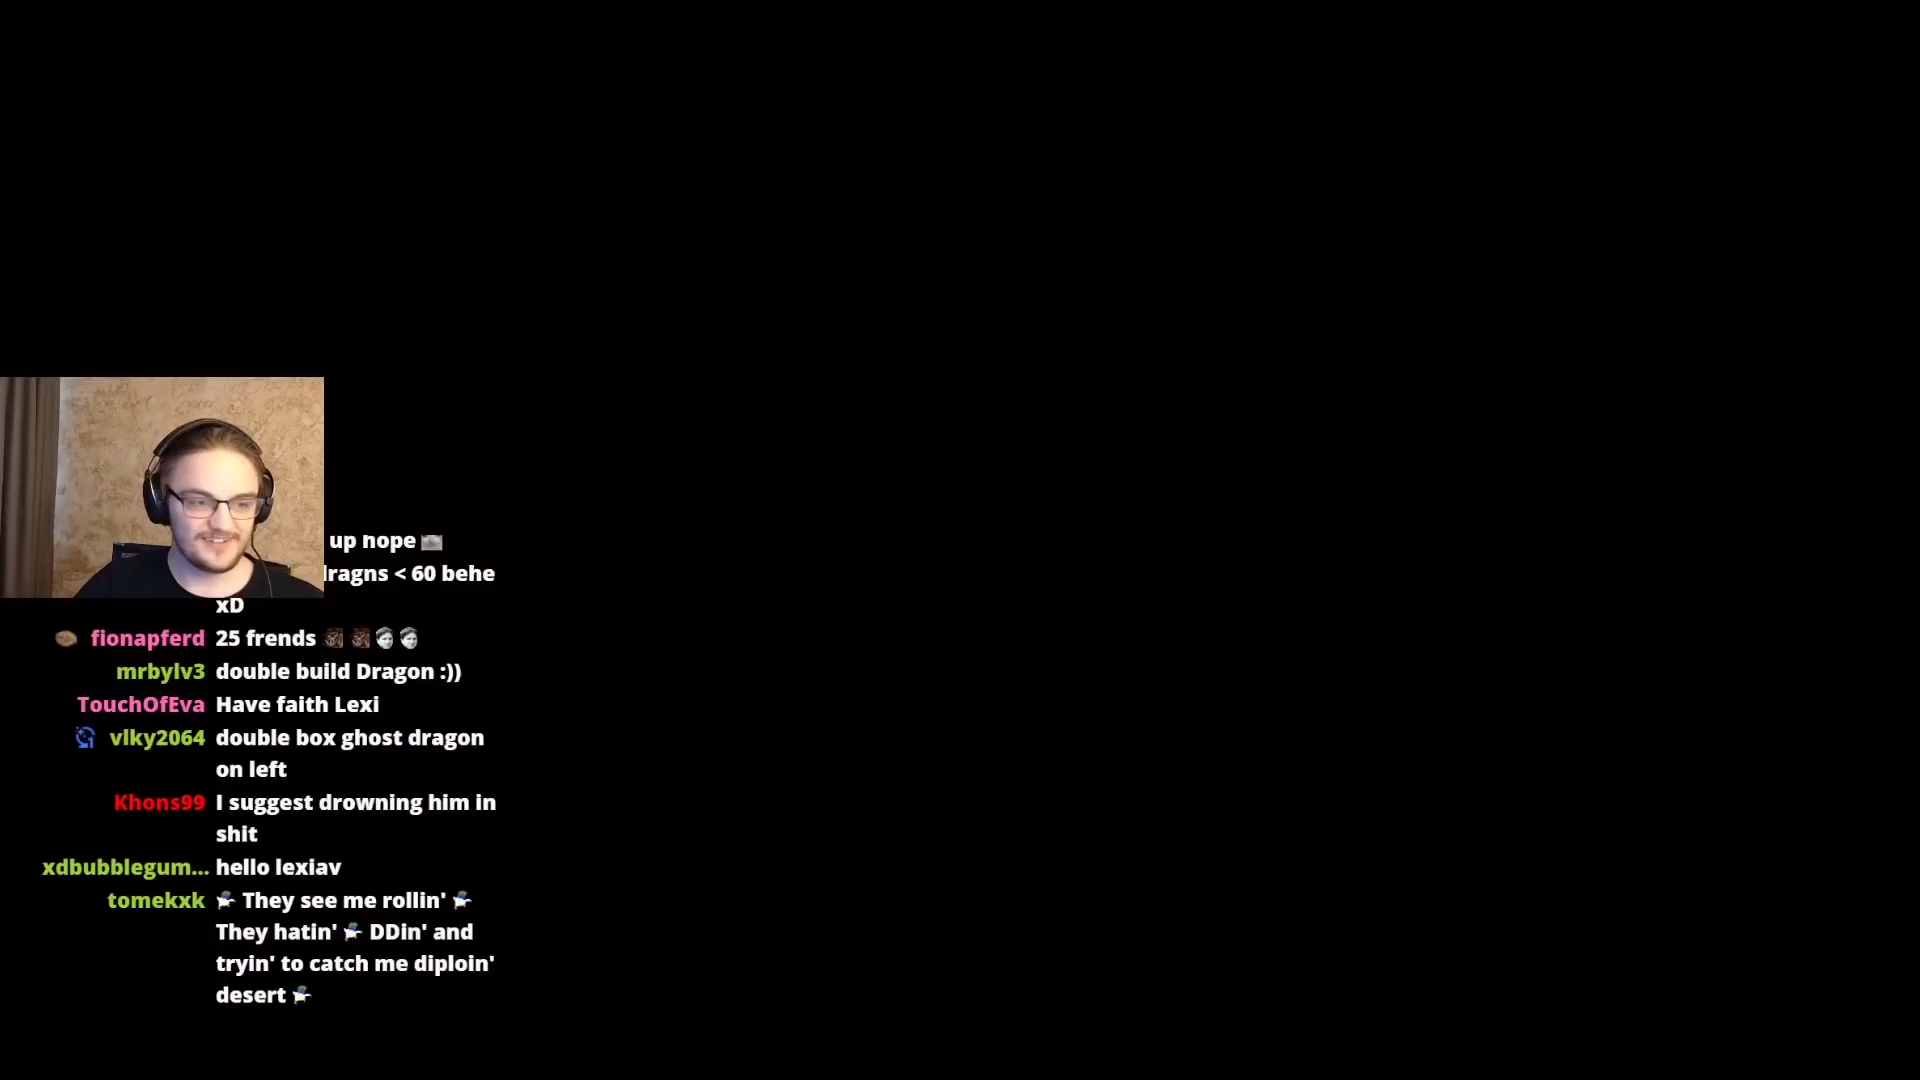 up nope
dragns < 60 behe
xD
fionapferd 25 frends
mrbylv3 double build Dragon :))
TouchOfEva Have faith Lexi
vlky2064 double box ghost dragon
on left
Khons99 I suggest drowning him in
shit
xdbubblegum... hello lexiav
tomekxk They see me rollin'
They hatin' DDin' and
tryin' to catch me diploin'
desert